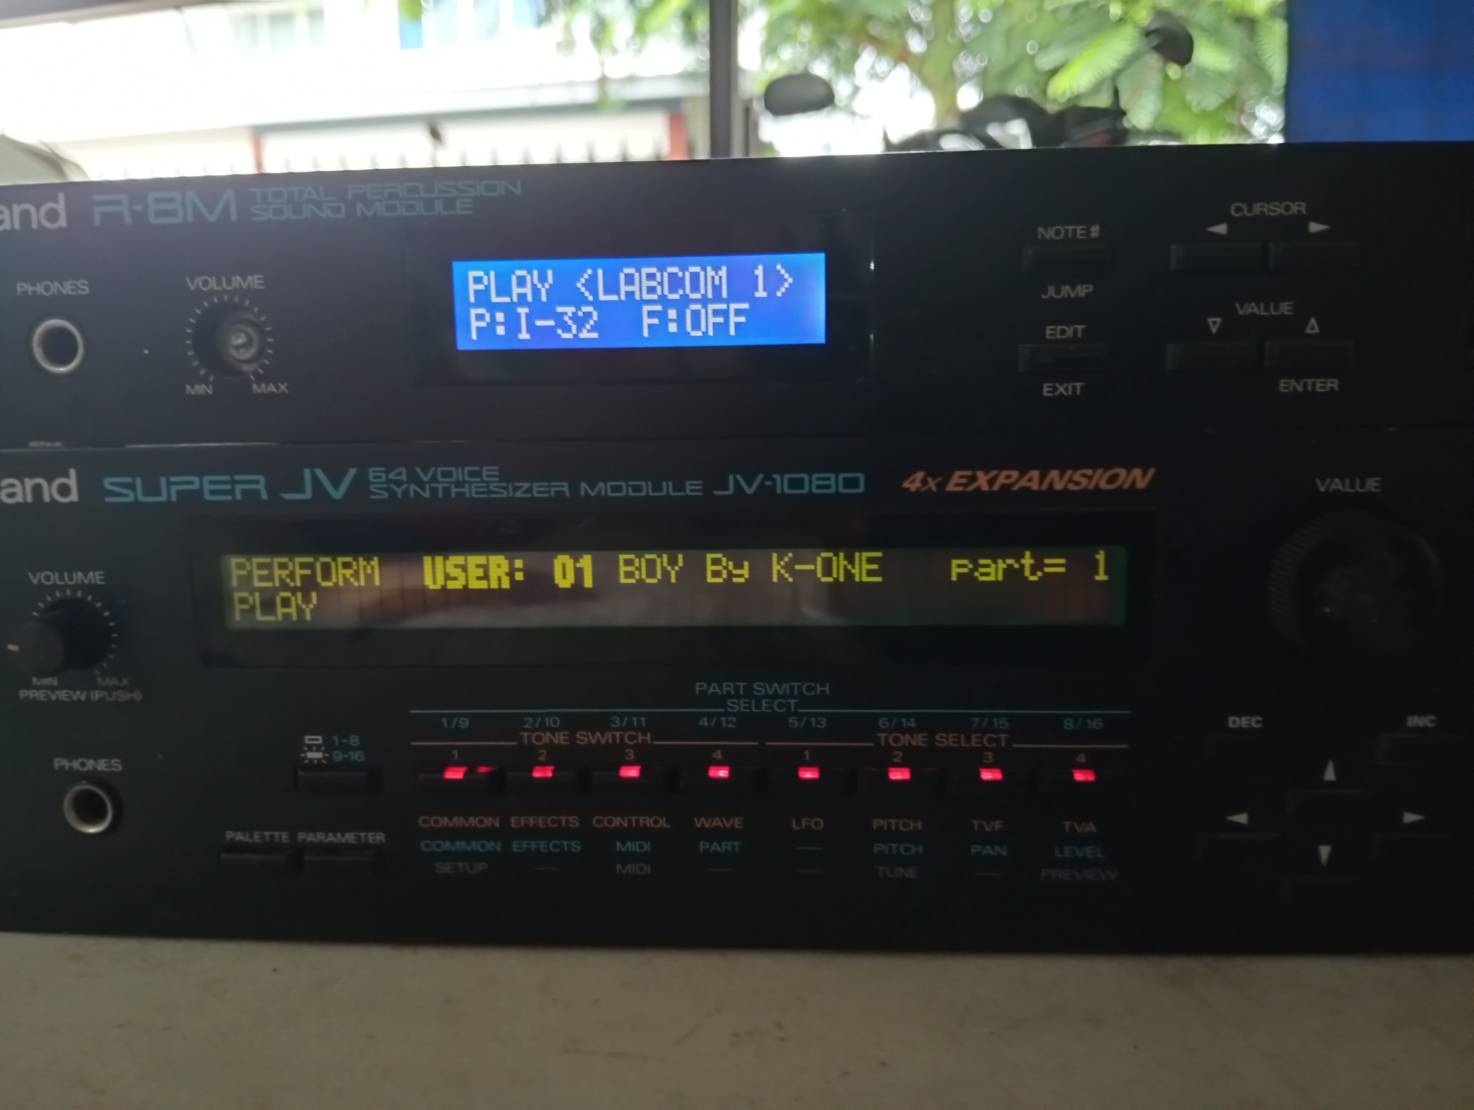 and R-8M TOTAL PERCUSSION
SOUND MODULE
PHONES
VOLUME
MIN MAX
PLAY <LABCOM 1>
P:I-32 F:OFF
NOTE#
JUMP
EDIT
EXIT
CURSOR
VALUE
ENTER
and SUPER JV 64 VOICE
SYNTHESIZER MODULE JV-1080 4x EXPANSION
VOLUME
MIN MAX
PREVIEW (PUSH)
PHONES
PERFORM USER: 01 BOY By K-ONE part= 1
PLAY
VALUE
PART SWITCH
SELECT
1/9 2/10 3/11 4/12 5/13 6/14 7/15 8/16
TONE SWITCH TONE SELECT
1 2 3 4 1 2 3 4
1-8
9-16
PALETTE PARAMETER
COMMON EFFECTS CONTROL WAVE LFO PITCH TVF TVA
COMMON EFFECTS MIDI PART — PITCH PAN LEVEL
SETUP — MIDI — — TUNE — PREVIEW
DEC INC